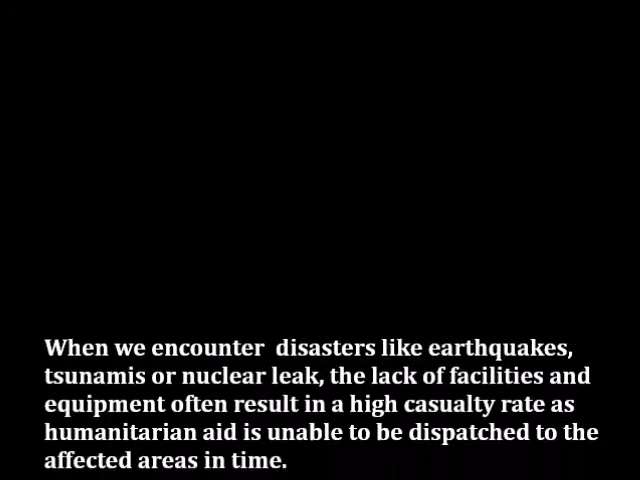 When we encounter  disasters like earthquakes,
tsunamis or nuclear leak, the lack of facilities and
equipment often result in a high casualty rate as
humanitarian aid is unable to be dispatched to the
affected areas in time.